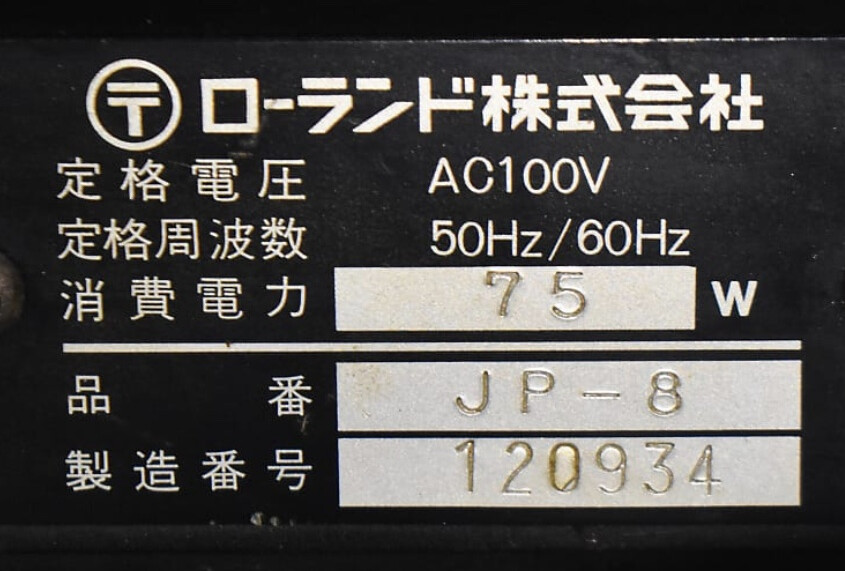 〒 ローランド株式会社
定格電圧 AC100V
定格周波数 50Hz/60Hz
消費電力 75 W
品番 JP-8
製造番号 120934